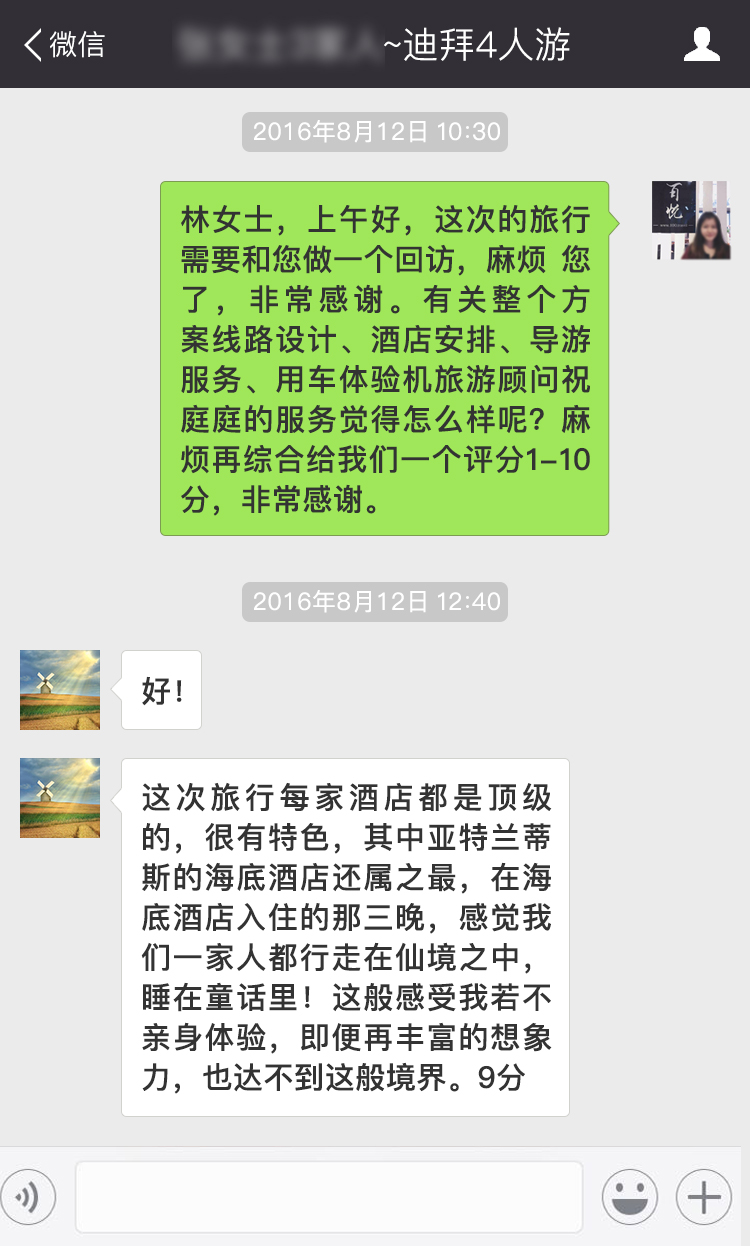 微信
~迪拜4人游
2016年8月12日 10:30
林女士，上午好，这次的旅行
需要和您做一个回访，麻烦 您
了，非常感谢。有关整个方
案线路设计、酒店安排、导游
服务、用车体验机旅游顾问祝
庭庭的服务觉得怎么样呢？麻
烦再综合给我们一个评分1–10
分，非常感谢。
2016年8月12日 12:40
好！
这次旅行每家酒店都是顶级
的，很有特色，其中亚特兰蒂
斯的海底酒店还属之最，在海
底酒店入住的那三晚，感觉我
们一家人都行走在仙境之中，
睡在童话里！这般感受我若不
亲身体验，即便再丰富的想象
力，也达不到这般境界。9分